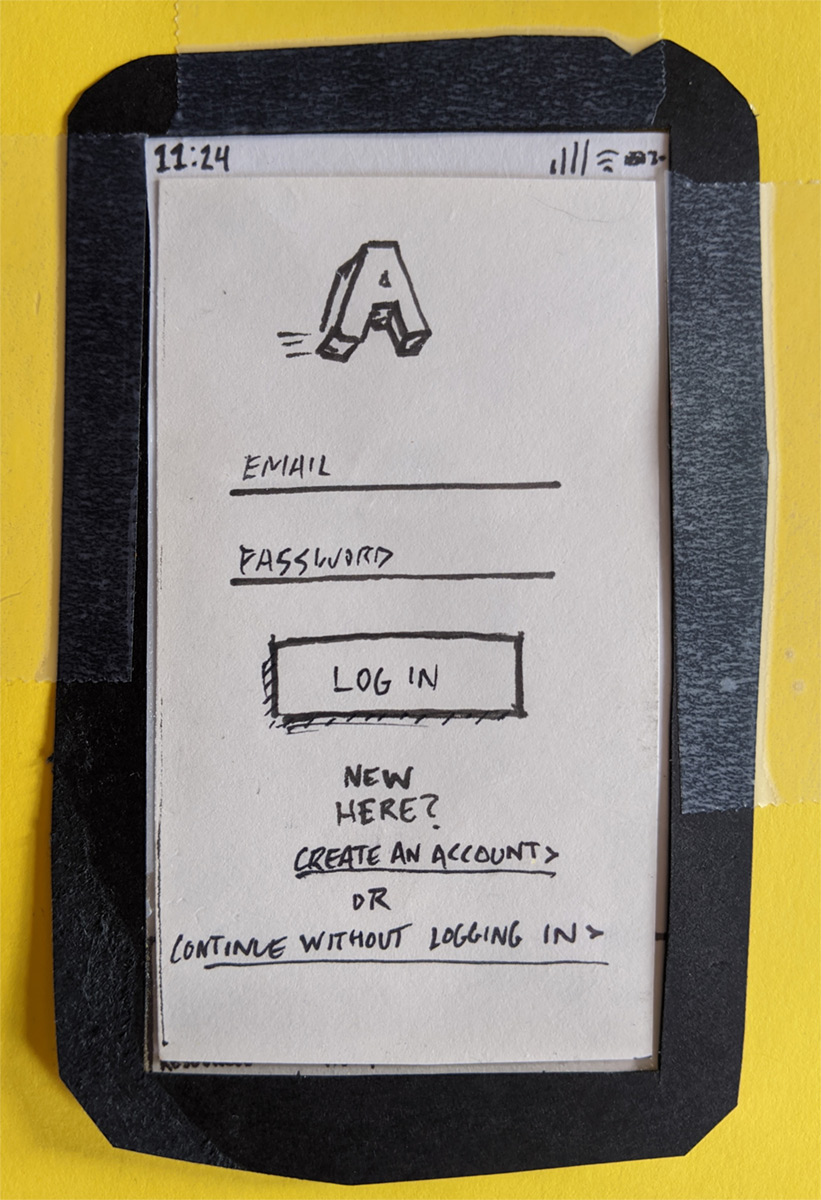 11:24
A
EMAIL
PASSWORD
LOG IN
NEW
HERE?
CREATE AN ACCOUNT>
OR
CONTINUE WITHOUT LOGGING IN>